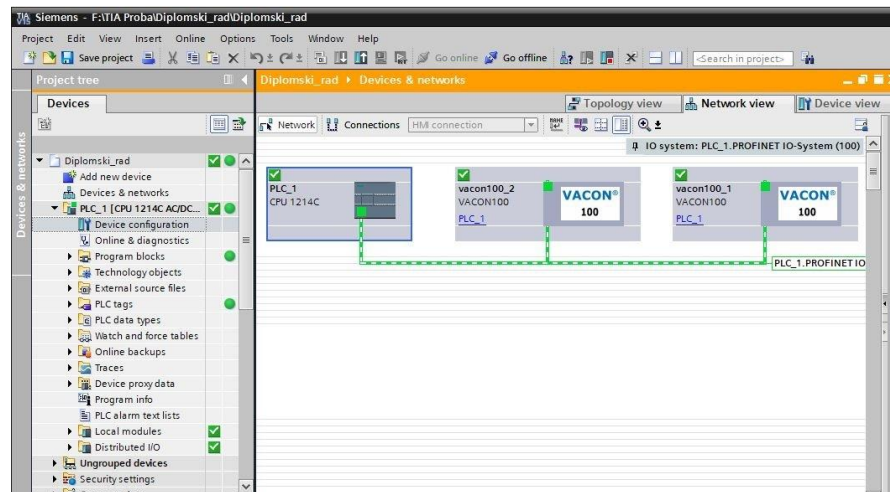 Siemens - F:\TIA Proba\Diplomski_rad\Diplomski_rad
Project Edit View Insert Online Options Tools Window Help
Save project Go online Go offline <Search in project>
Project tree
Diplomski_rad Devices & networks
Devices
Topology view Network view Device view
Network Connections HMI connection
IO system: PLC_1.PROFINET IO-System (100)
Devices & networks
Diplomski_rad
Add new device
Devices & networks
PLC_1 [CPU 1214C AC/DC...
Device configuration
Online & diagnostics
Program blocks
Technology objects
External source files
PLC tags
PLC data types
Watch and force tables
Online backups
Traces
Device proxy data
Program info
PLC alarm text lists
Local modules
Distributed I/O
Ungrouped devices
Security settings
PLC_1
CPU 1214C
vacon100_2
VACON100
PLC_1
VACON®
100
vacon100_1
VACON100
PLC_1
VACON®
100
PLC_1.PROFINET IO